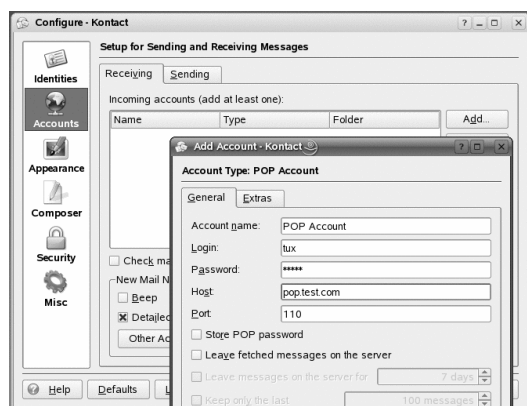 Configure - Kontact
Setup for Sending and Receiving Messages
Identities
Accounts
Appearance
Composer
Security
Misc
Receiving Sending
Incoming accounts (add at least one):
Name Type Folder
Add...
Check
New Mail
Beep
Other
Help Defaults
Add Account - Kontact
Account Type: POP Account
General Extras
Account name: POP Account
Login: tux
Password: *****
Host: pop.test.com
Port: 110
Store POP password
Leave fetched messages on the server
Leave messages on the server for 7 days
Keep only the last 100 messages